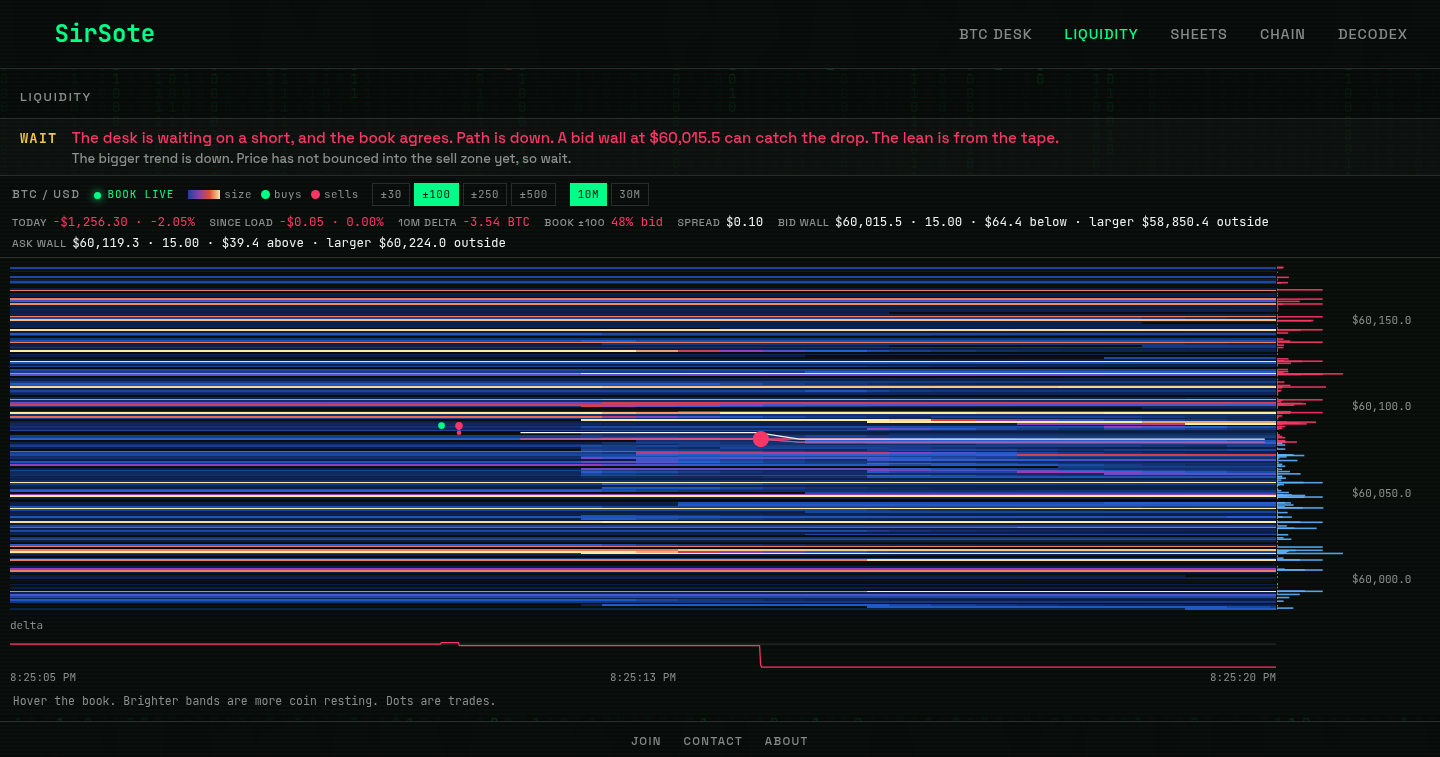 SirSote
BTC DESK LIQUIDITY SHEETS CHAIN DECODEX
LIQUIDITY
WAIT The desk is waiting on a short, and the book agrees. Path is down. A bid wall at $60,015.5 can catch the drop. The lean is from the tape.
The bigger trend is down. Price has not bounced into the sell zone yet, so wait.
BTC / USD BOOK LIVE size buys sells ±30 ±100 ±250 ±500 10M 30M
TODAY -$1,256.30 · -2.05% SINCE LOAD -$0.05 · 0.00% 10M DELTA -3.54 BTC BOOK ±100 48% bid SPREAD $0.10 BID WALL $60,015.5 · 15.00 · $64.4 below · larger $58,850.4 outside
ASK WALL $60,119.3 · 15.00 · $39.4 above · larger $60,224.0 outside
$60,150.0
$60,100.0
$60,050.0
$60,000.0
delta
8:25:05 PM 8:25:13 PM 8:25:20 PM
Hover the book. Brighter bands are more coin resting. Dots are trades.
JOIN CONTACT ABOUT